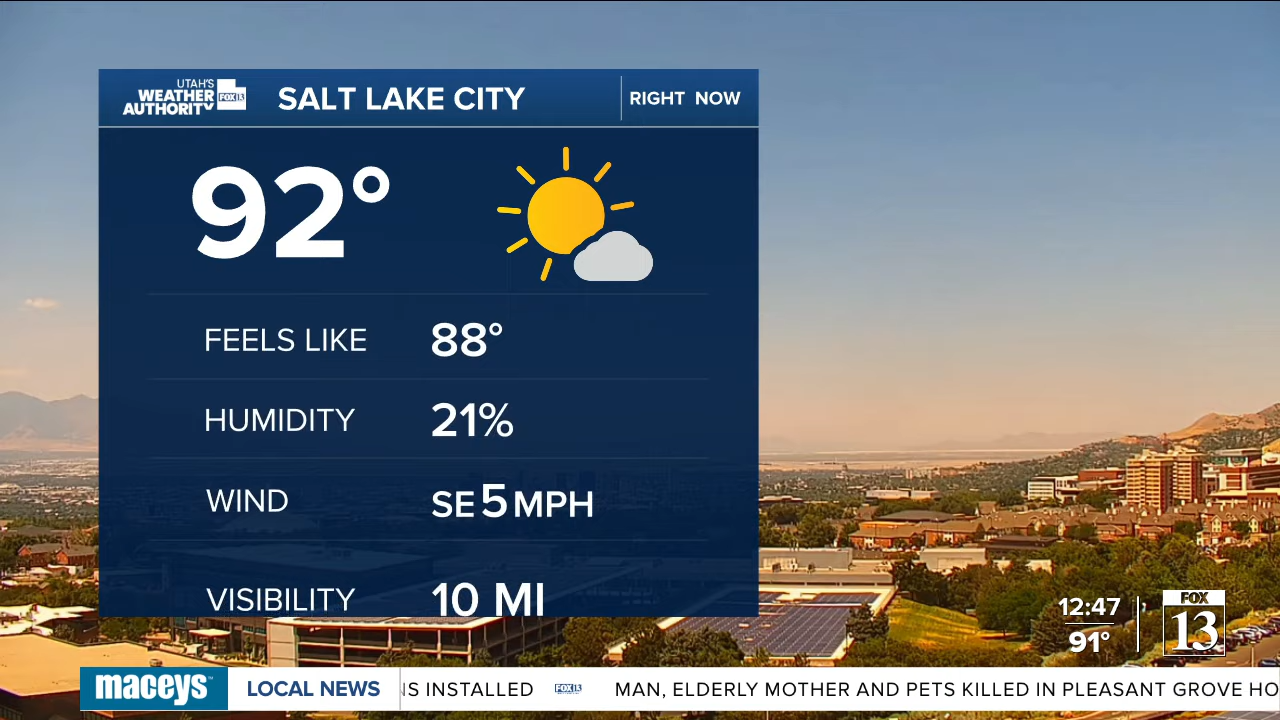 UTAH'S
WEATHER
AUTHORITY
FOX 13
SALT LAKE CITY
RIGHT NOW
92°
FEELS LIKE 88°
HUMIDITY 21%
WIND SE 5 MPH
VISIBILITY 10 MI
12:47
91°
FOX
13
maceys™
LOCAL NEWS
S INSTALLED FOX 13 MAN, ELDERLY MOTHER AND PETS KILLED IN PLEASANT GROVE HO